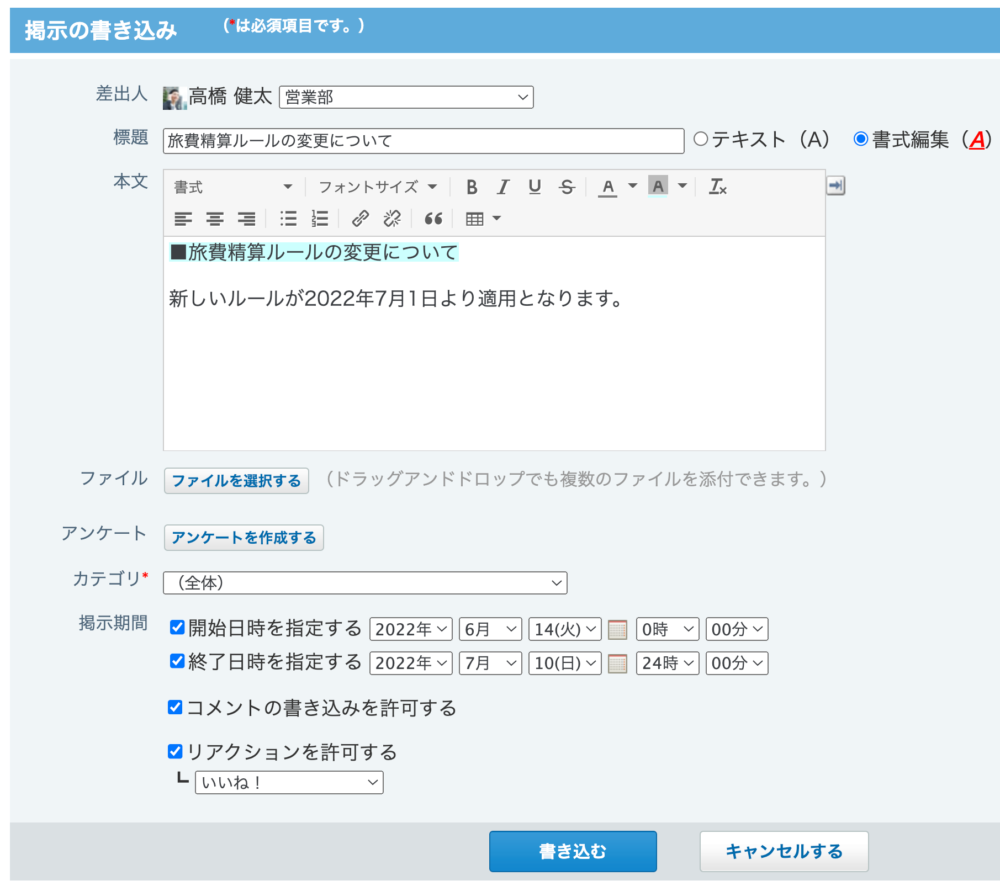 掲示の書き込み （*は必須項目です。）
差出人 高橋 健太 営業部
標題 旅費精算ルールの変更について テキスト（A） 書式編集（A）
本文 書式 フォントサイズ B I U S A A Tx
■旅費精算ルールの変更について
新しいルールが2022年7月1日より適用となります。
ファイル ファイルを選択する （ドラッグアンドドロップでも複数のファイルを添付できます。）
アンケート アンケートを作成する
カテゴリ* （全体）
掲示期間 開始日時を指定する 2022年 6月 14(火) 0時 00分
終了日時を指定する 2022年 7月 10(日) 24時 00分
コメントの書き込みを許可する
リアクションを許可する
いいね！
書き込む キャンセルする